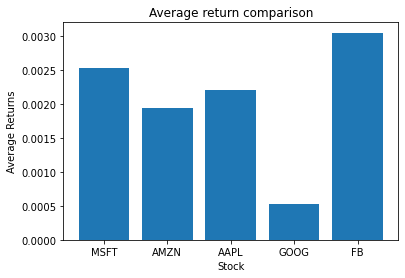 Average return comparison
Average Returns
0.0030
0.0025
0.0020
0.0015
0.0010
0.0005
0.0000
MSFT AMZN AAPL GOOG FB
Stock